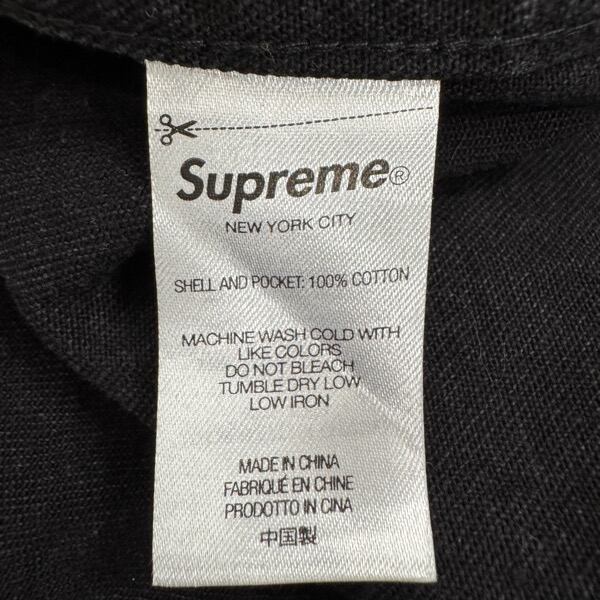 Supreme®
NEW YORK CITY
SHELL AND POCKET: 100% COTTON
MACHINE WASH COLD WITH
LIKE COLORS
DO NOT BLEACH
TUMBLE DRY LOW
LOW IRON
MADE IN CHINA
FABRIQUÉ EN CHINE
PRODOTTO IN CINA
中国製